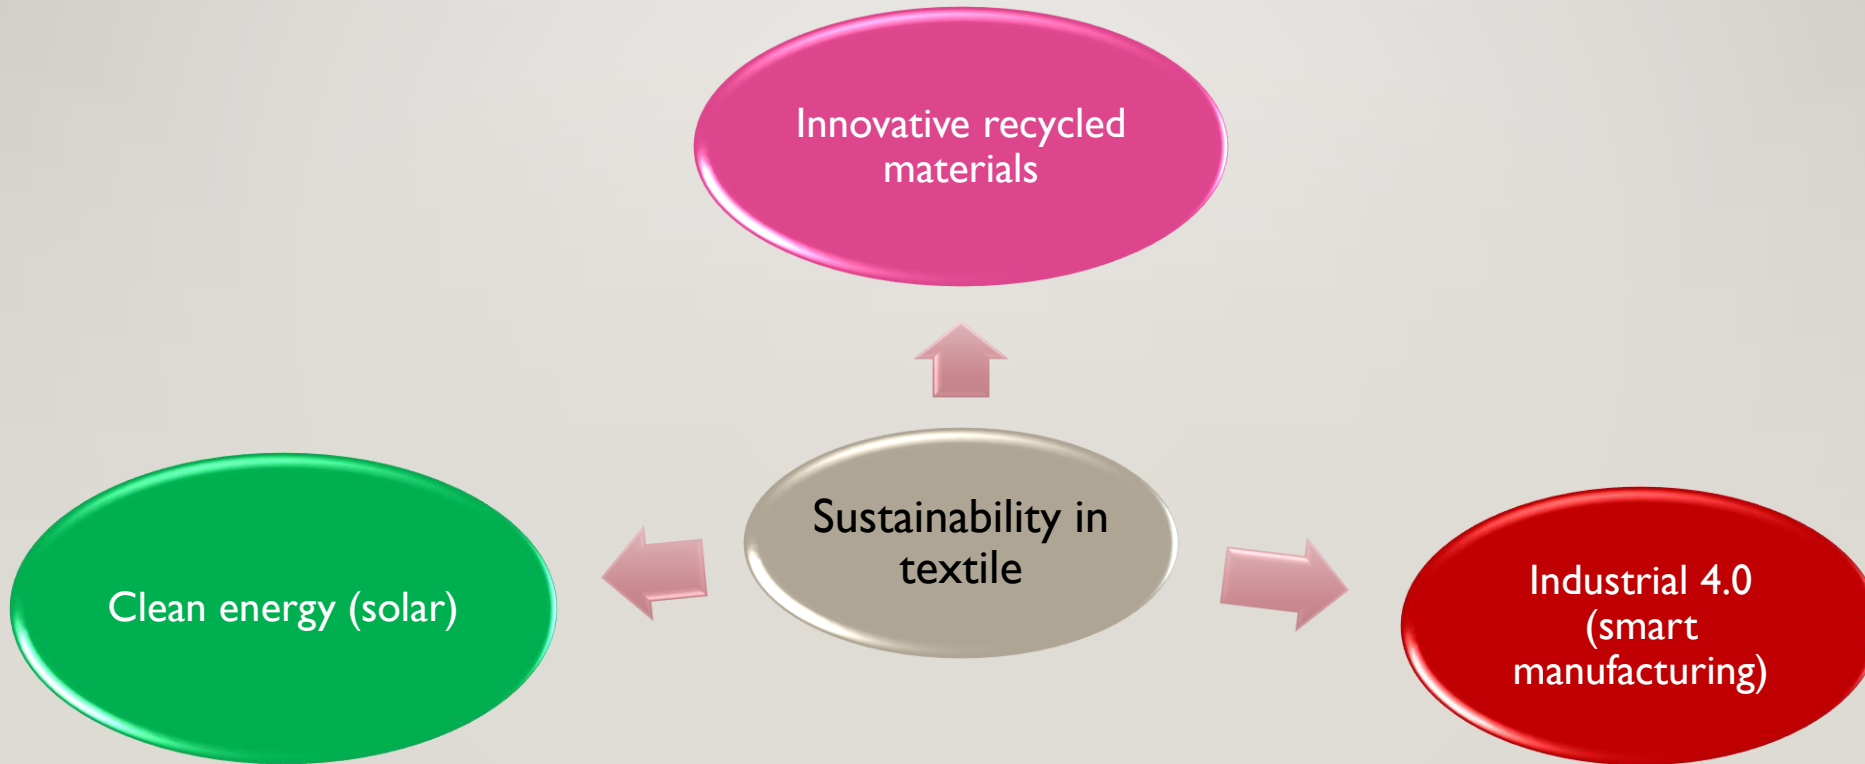 Innovative recycled
materials
Sustainability in
textile
Clean energy (solar)
Industrial 4.0
(smart
manufacturing)